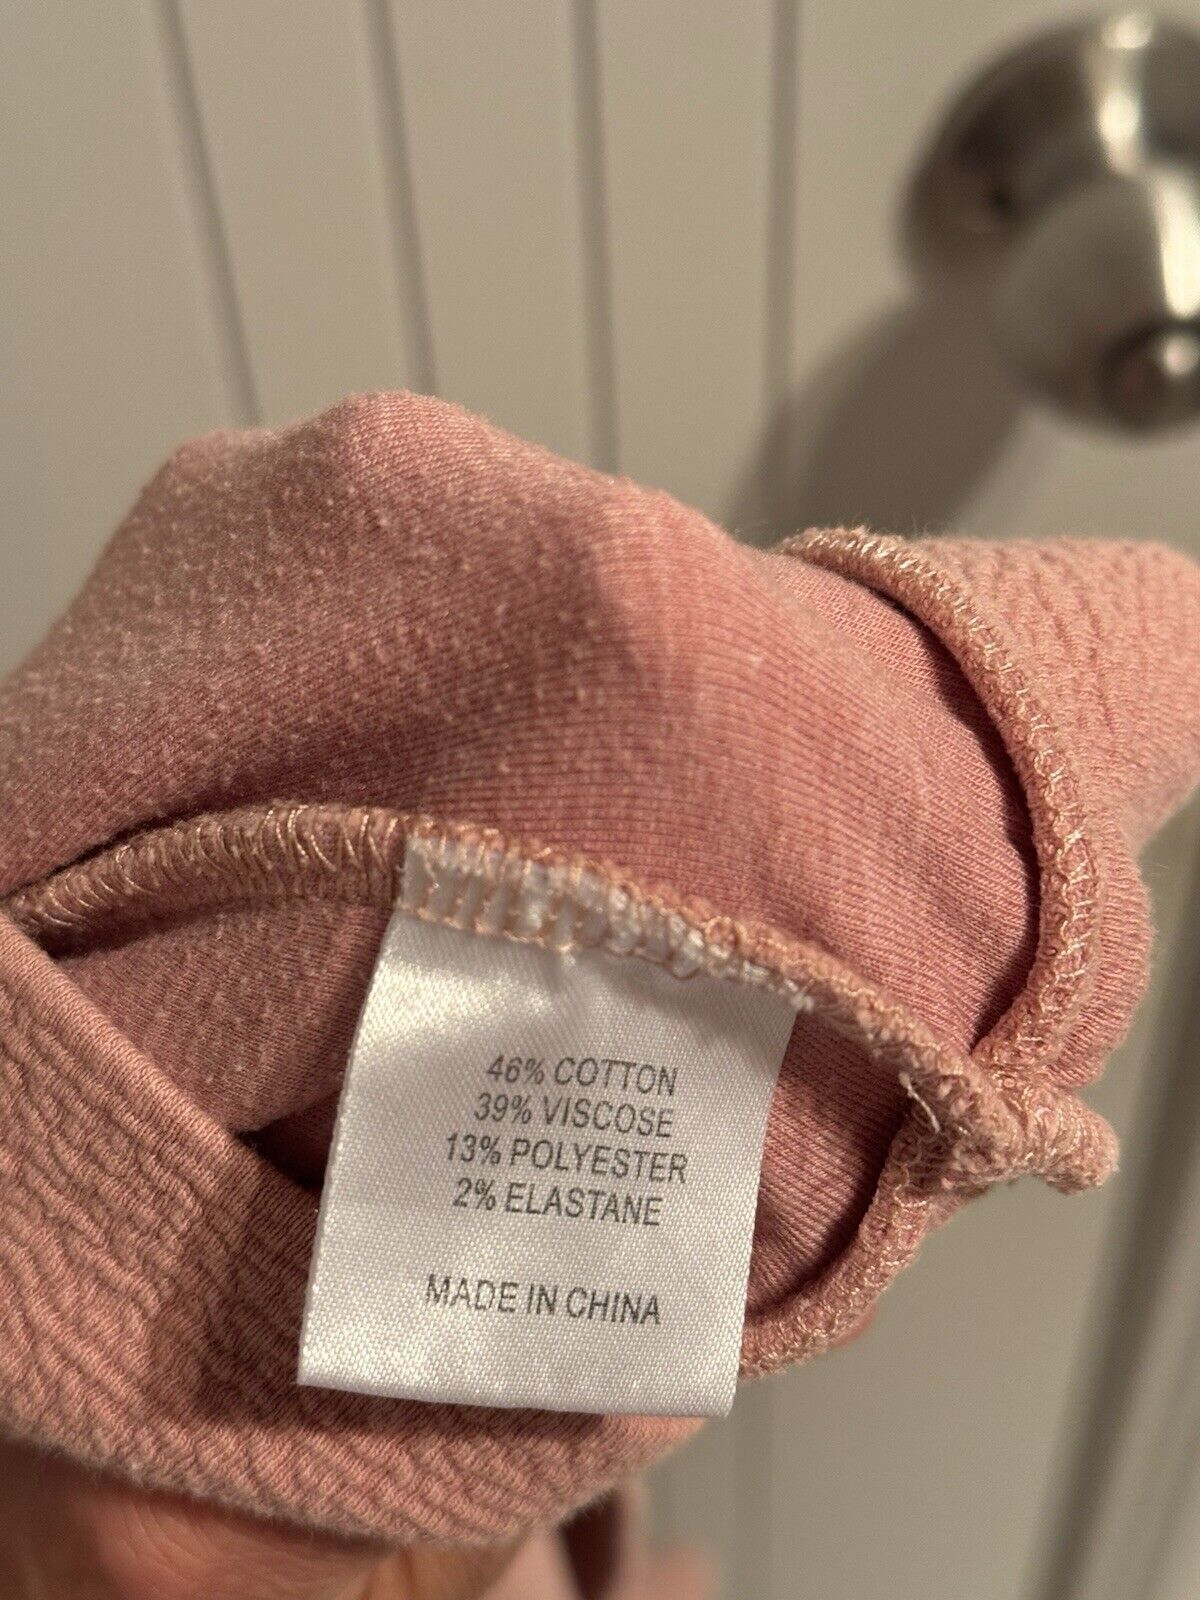 46% COTTON
39% VISCOSE
13% POLYESTER
2% ELASTANE
MADE IN CHINA